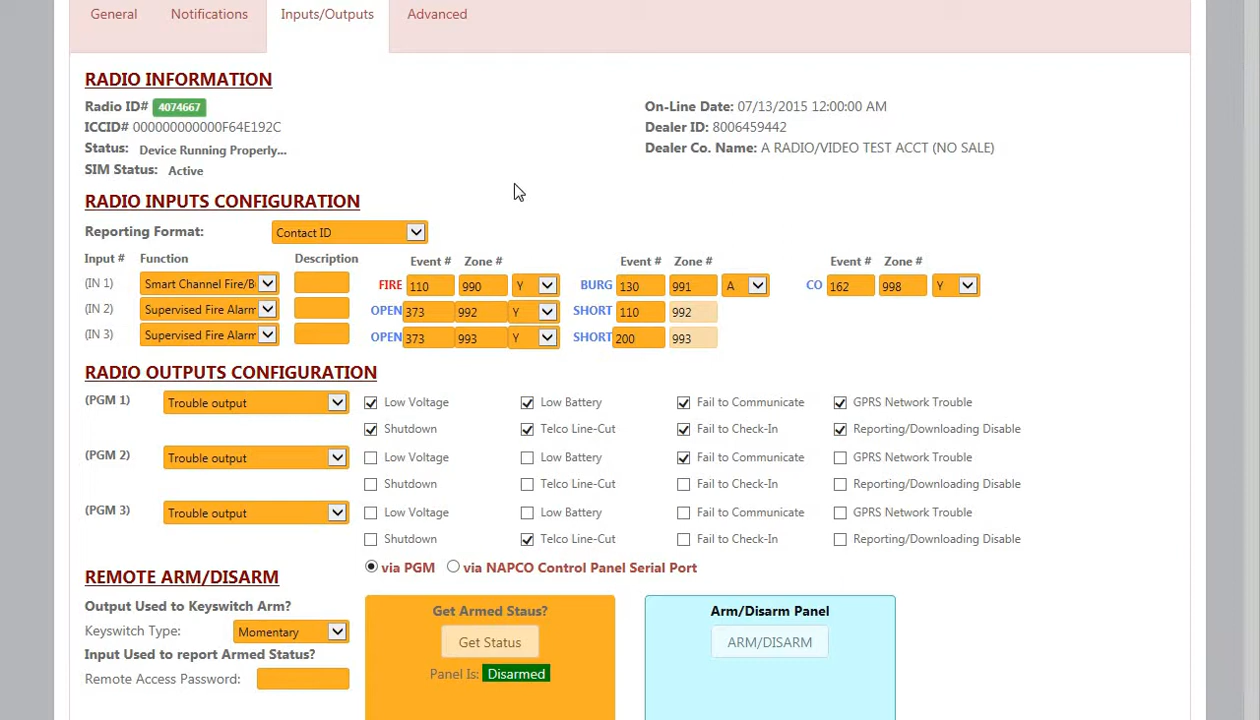 General Notifications Inputs/Outputs Advanced
RADIO INFORMATION
Radio ID# 4074667 On-Line Date: 07/13/2015 12:00:00 AM
ICCID# 000000000000F64E192C Dealer ID: 8006459442
Status: Device Running Properly... Dealer Co. Name: A RADIO/VIDEO TEST ACCT (NO SALE)
SIM Status: Active
RADIO INPUTS CONFIGURATION
Reporting Format: Contact ID
Input # Function Description Event # Zone # Event # Zone # Event # Zone #
(IN 1) Smart Channel Fire/B FIRE 110 990 Y BURG 130 991 A CO 162 998 Y
(IN 2) Supervised Fire Alarm OPEN 373 992 Y SHORT 110 992
(IN 3) Supervised Fire Alarm OPEN 373 993 Y SHORT 200 993
RADIO OUTPUTS CONFIGURATION
(PGM 1) Trouble output Low Voltage Low Battery Fail to Communicate GPRS Network Trouble
Shutdown Telco Line-Cut Fail to Check-In Reporting/Downloading Disable
(PGM 2) Trouble output Low Voltage Low Battery Fail to Communicate GPRS Network Trouble
Shutdown Telco Line-Cut Fail to Check-In Reporting/Downloading Disable
(PGM 3) Trouble output Low Voltage Low Battery Fail to Communicate GPRS Network Trouble
Shutdown Telco Line-Cut Fail to Check-In Reporting/Downloading Disable
via PGM via NAPCO Control Panel Serial Port
REMOTE ARM/DISARM
Output Used to Keyswitch Arm? Get Armed Staus? Arm/Disarm Panel
Keyswitch Type: Momentary Get Status ARM/DISARM
Input Used to report Armed Status?
Remote Access Password: Panel Is: Disarmed